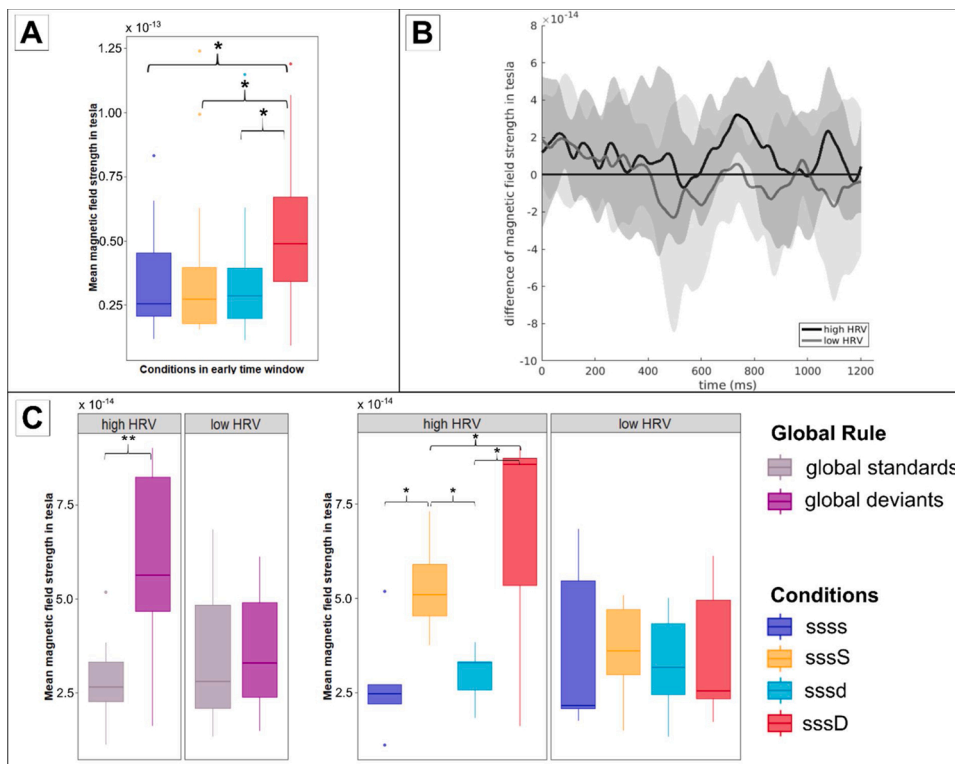 A
x 10^-13
Mean magnetic field strength in tesla
1.25
1.00
0.50
0.25
*
*
*
Conditions in early time window
B
×10^-14
difference of magnetic field strength in tesla
8
6
4
2
0
-2
-4
-6
-8
-10
0
200
400
600
800
1000
1200
time (ms)
high HRV
low HRV
C
x 10^-14
high HRV
low HRV
**
Mean magnetic field strength in tesla
7.5
5.0
2.5
x 10^-14
high HRV
low HRV
*
*
*
*
Mean magnetic field strength in tesla
7.5
5.0
2.5
Global Rule
global standards
global deviants
Conditions
ssss
sssS
sssd
sssD